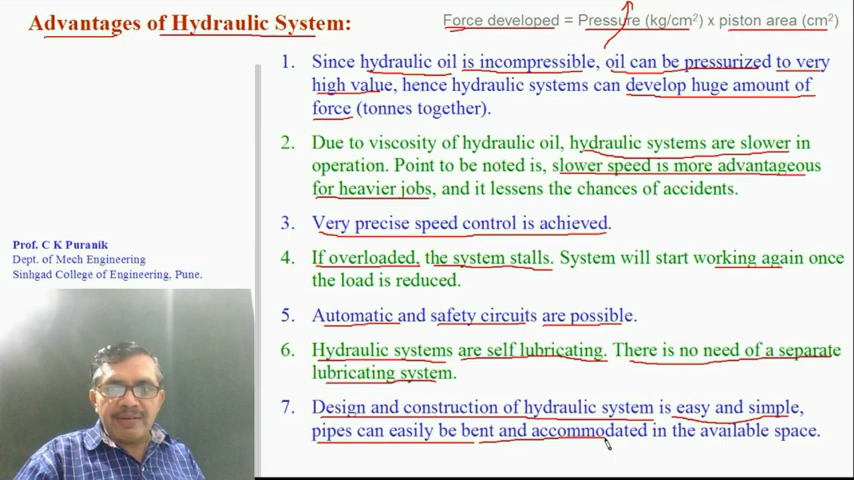 Advantages of Hydraulic System:
Force developed = Pressure (kg/cm²) x piston area (cm²)
1. Since hydraulic oil is incompressible, oil can be pressurized to very
high value, hence hydraulic systems can develop huge amount of
force (tonnes together).
2. Due to viscosity of hydraulic oil, hydraulic systems are slower in
operation. Point to be noted is, slower speed is more advantageous
for heavier jobs, and it lessens the chances of accidents.
3. Very precise speed control is achieved.
4. If overloaded, the system stalls. System will start working again once
the load is reduced.
5. Automatic and safety circuits are possible.
6. Hydraulic systems are self lubricating. There is no need of a separate
lubricating system.
7. Design and construction of hydraulic system is easy and simple,
pipes can easily be bent and accommodated in the available space.
Prof. C K Puranik
Dept. of Mech Engineering
Sinhgad College of Engineering, Pune.